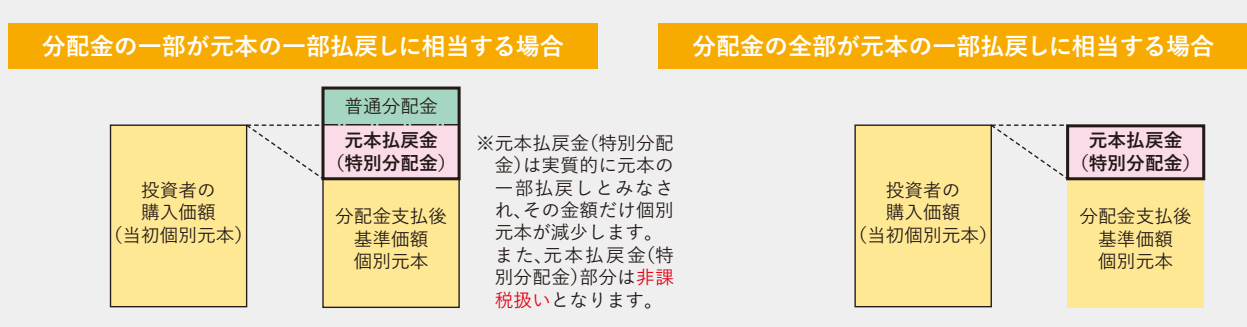 分配金の一部が元本の一部払戻しに相当する場合
普通分配金
元本払戻金
(特別分配金)
投資者の
購入価額
(当初個別元本)
分配金支払後
基準価額
個別元本
※元本払戻金(特別分配
金)は実質的に元本の
一部払戻しとみなさ
れ、その金額だけ個別
元本が減少します。
また、元本払戻金(特
別分配金)部分は非課
税扱いとなります。
分配金の全部が元本の一部払戻しに相当する場合
元本払戻金
(特別分配金)
投資者の
購入価額
(当初個別元本)
分配金支払後
基準価額
個別元本